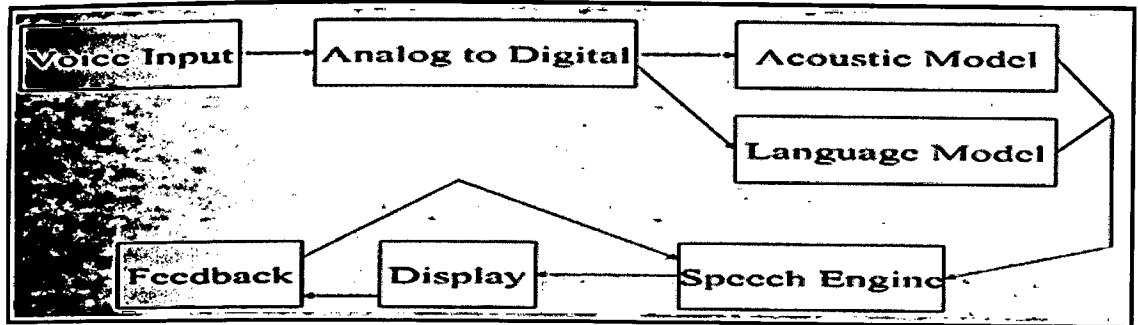 Voice Input
Analog to Digital
Acoustic Model
Language Model
Feedback
Display
Speech Engine